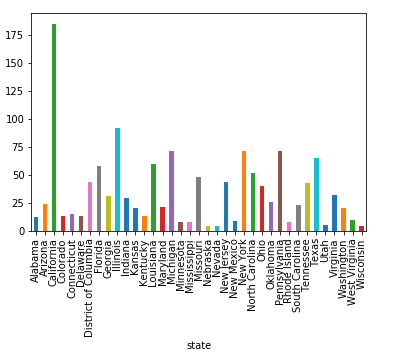 175
150
125
100
75
50
25
0
Alabama
Arizona
California
Colorado
Connecticut
Delaware
District of Columbia
Florida
Georgia
Illinois
Indiana
Kansas
Kentucky
Louisiana
Maryland
Michigan
Minnesota
Mississippi
Missouri
Nebraska
Nevada
New Jersey
New Mexico
New York
North Carolina
Ohio
Oklahoma
Pennsylvania
Rhode Island
South Carolina
Tennessee
Texas
Utah
Virginia
Washington
West Virginia
Wisconsin
state